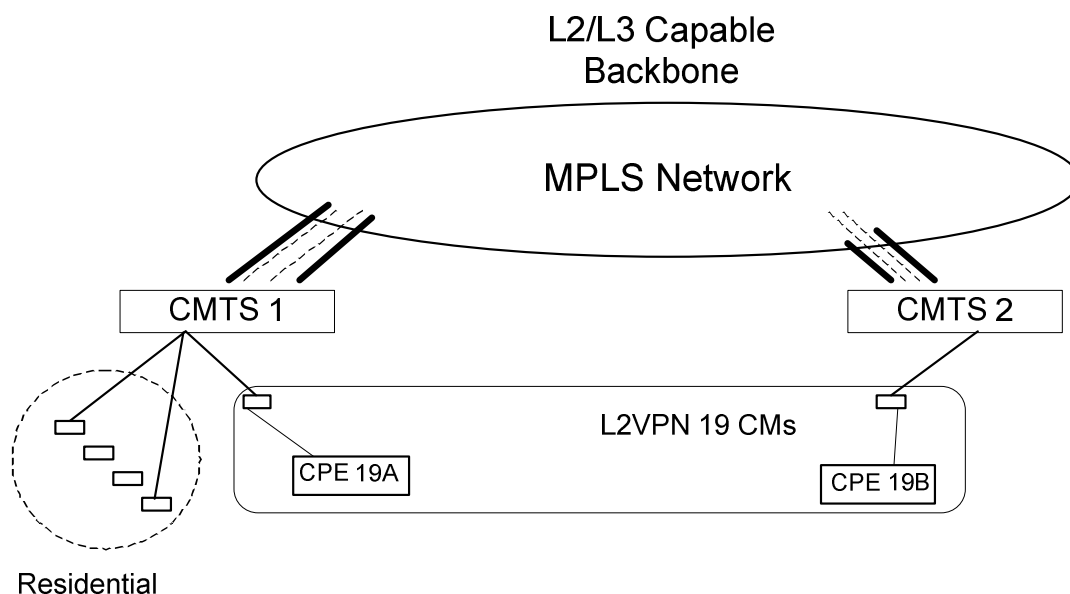 L2/L3 Capable
Backbone
MPLS Network
CMTS 1
CMTS 2
L2VPN 19 CMs
CPE 19A
CPE 19B
Residential